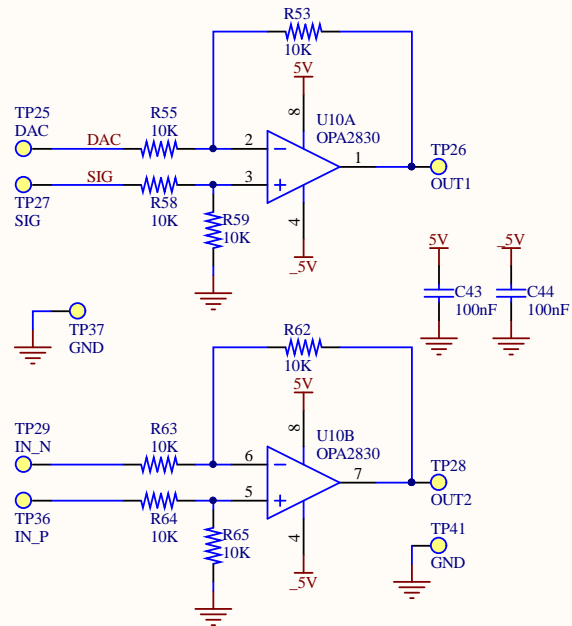 R53
10K
5V
TP25
DAC
DAC
R55
10K
2
8
U10A
OPA2830
1
TP26
OUT1
SIG
3
R58
10K
TP27
SIG
R59
10K
4
_5V
5V
C43
100nF
_5V
C44
100nF
TP37
GND
R62
10K
5V
TP29
IN_N
R63
10K
6
8
U10B
OPA2830
7
TP28
OUT2
TP36
IN_P
R64
10K
5
R65
10K
4
_5V
TP41
GND